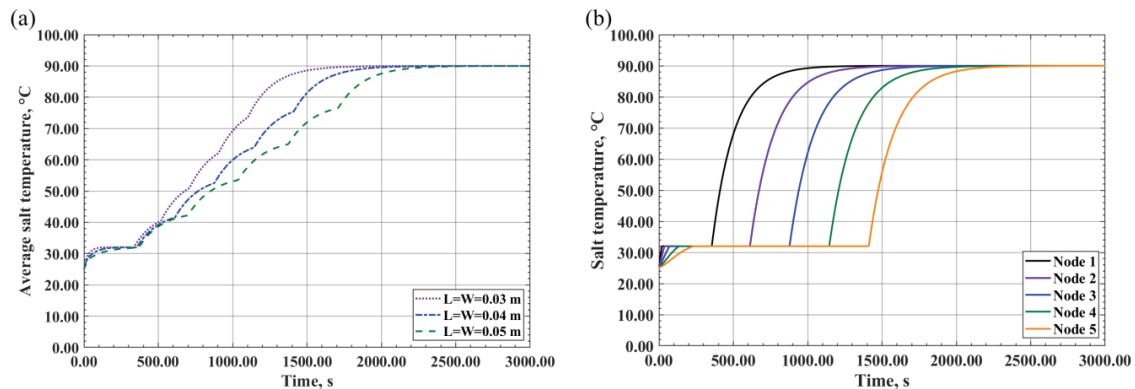 (a)
100.00
90.00
80.00
70.00
60.00
50.00
40.00
30.00
20.00
10.00
0.00
Average salt temperature, °C
0.00 500.00 1000.00 1500.00 2000.00 2500.00 3000.00
Time, s
L=W=0.03 m
L=W=0.04 m
L=W=0.05 m
(b)
100.00
90.00
80.00
70.00
60.00
50.00
40.00
30.00
20.00
10.00
0.00
Salt temperature, °C
0.00 500.00 1000.00 1500.00 2000.00 2500.00 3000.00
Time, s
Node 1
Node 2
Node 3
Node 4
Node 5